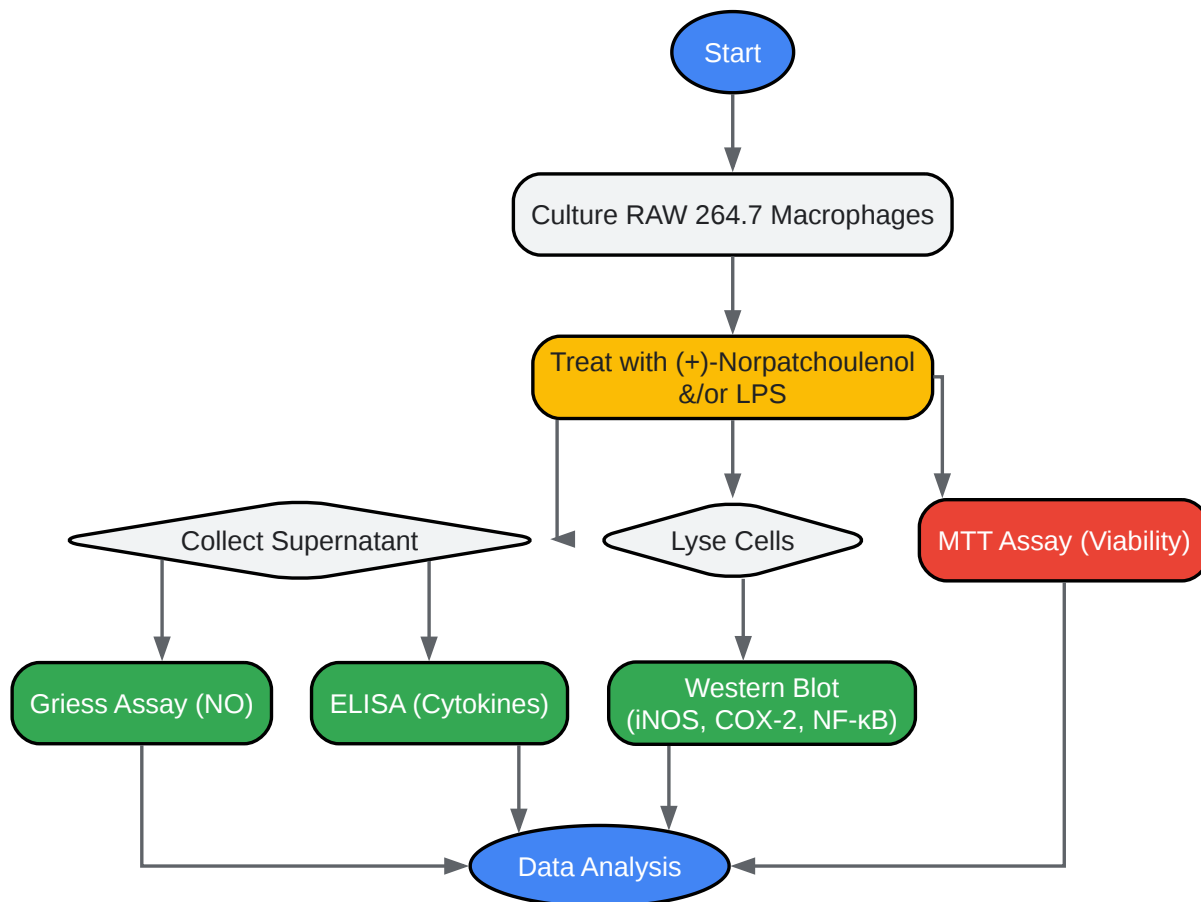 Start
Culture RAW 264.7 Macrophages
Treat with (+)-Norpatchoulenol
&/or LPS
Collect Supernatant
Lyse Cells
MTT Assay (Viability)
Griess Assay (NO)
ELISA (Cytokines)
Western Blot
(iNOS, COX-2, NF-κB)
Data Analysis